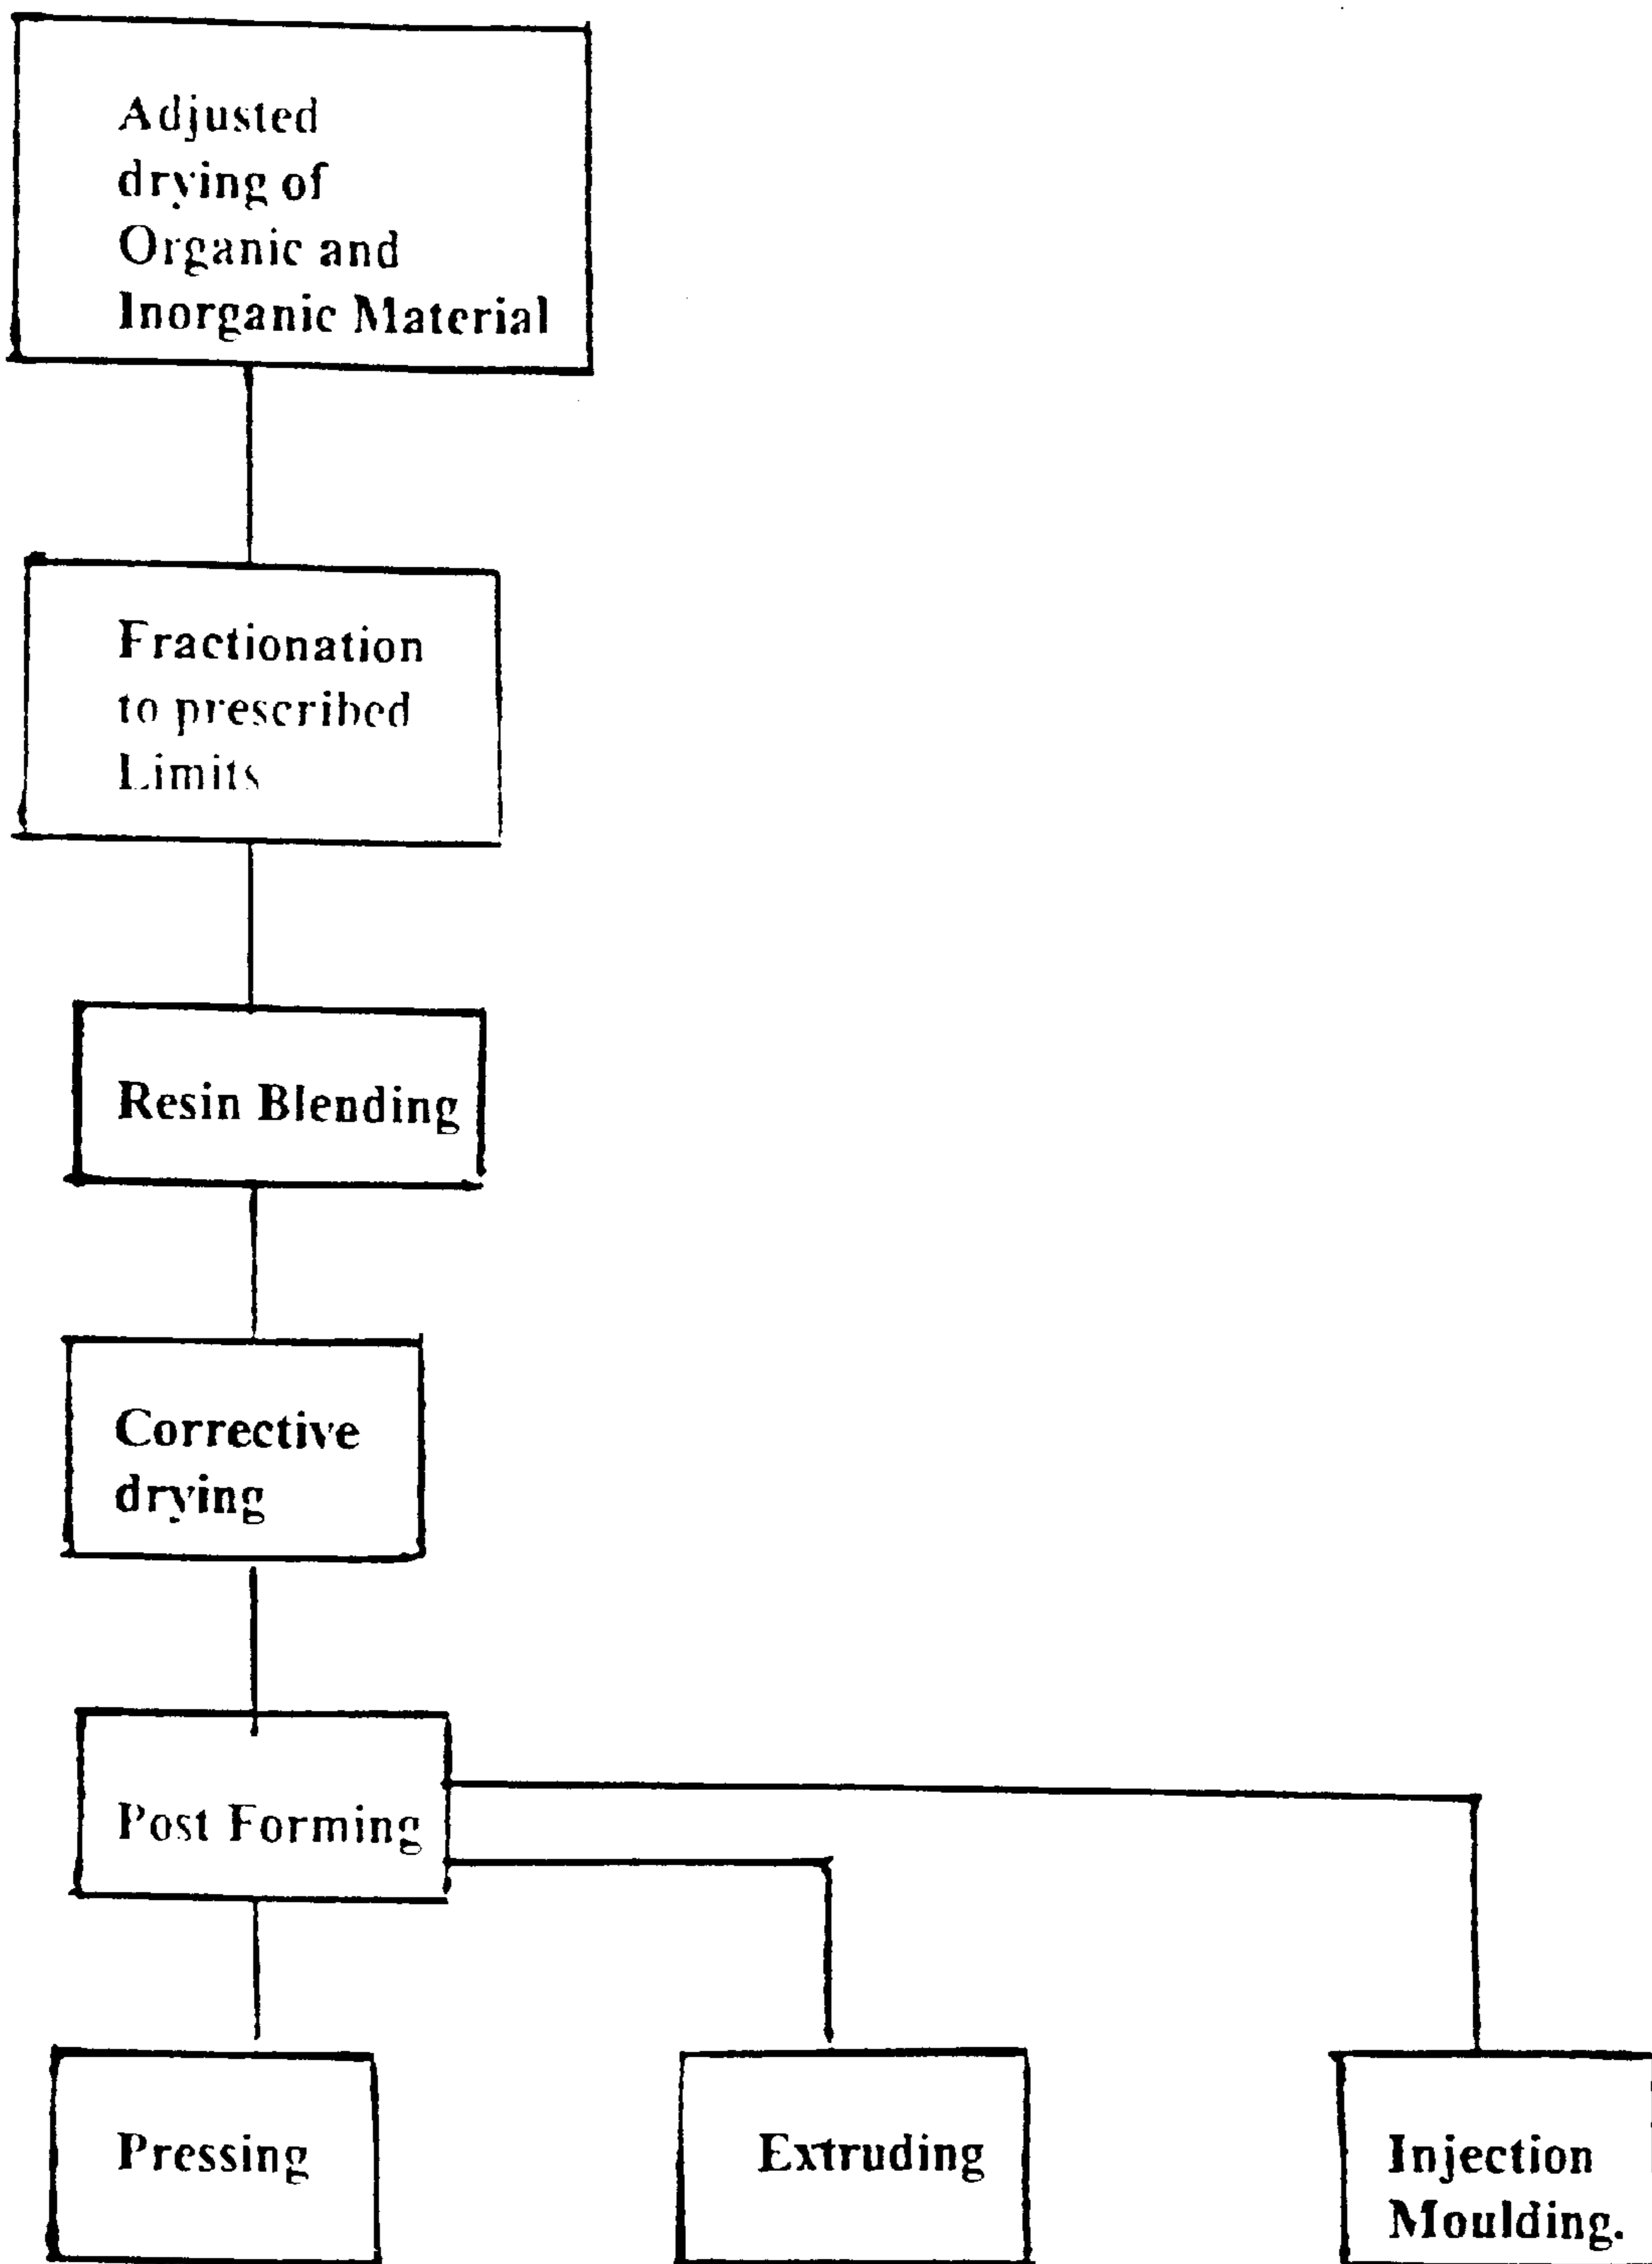 Adjusted
drying of
Organic and
Inorganic Material
Fractionation
to prescribed
Limits
Resin Blending
Corrective
drying
Post Forming
Pressing
Extruding
Injection
Moulding.